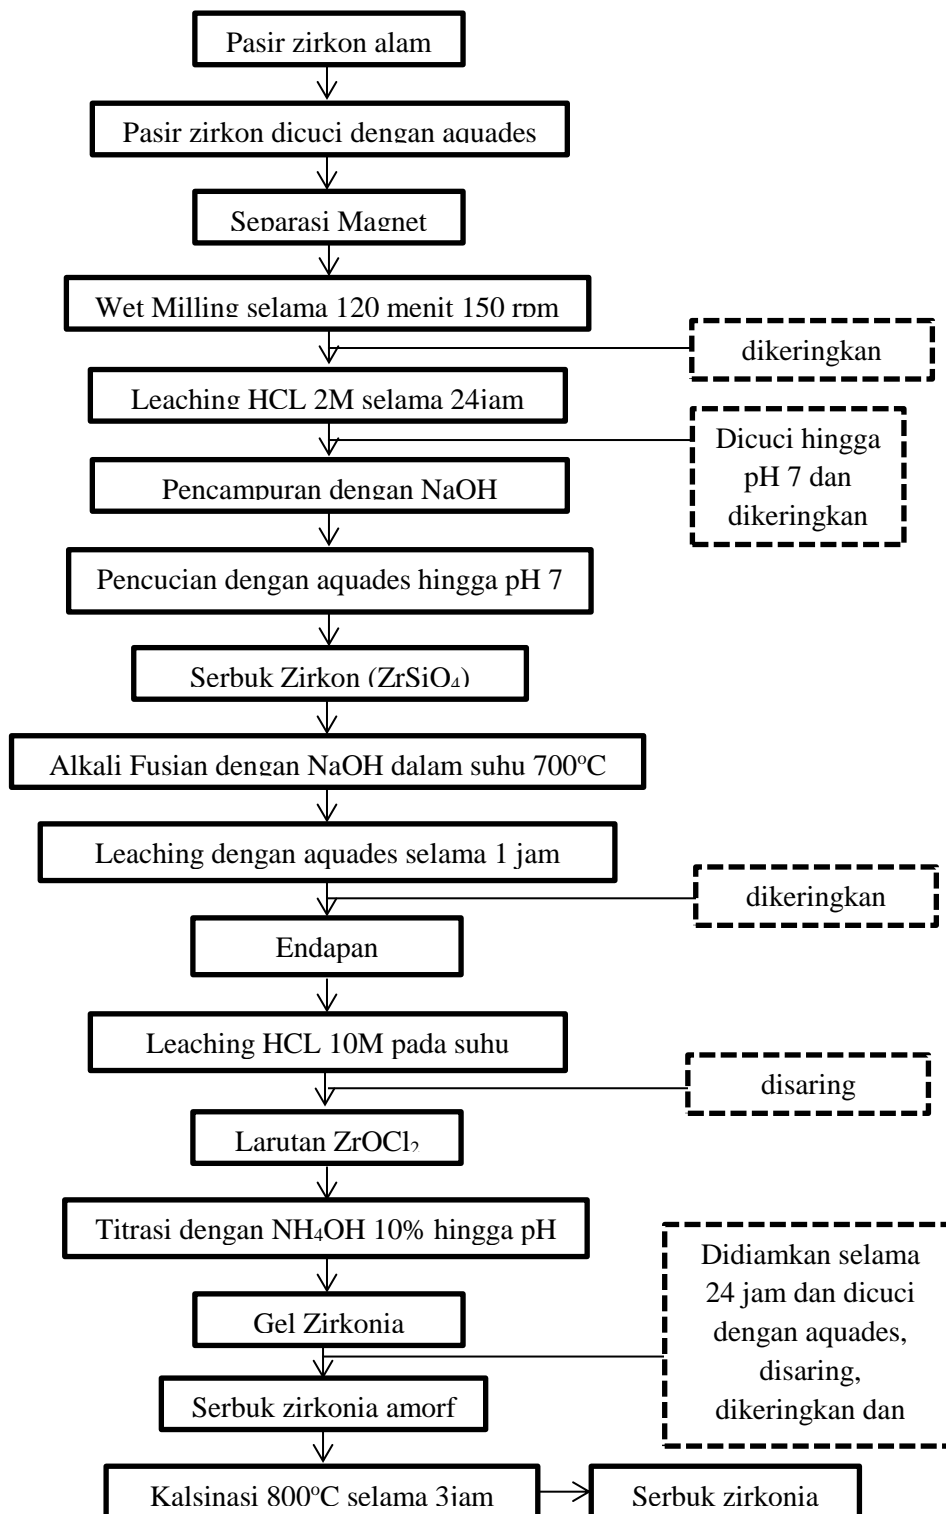 Pasir zirkon alam
Pasir zirkon dicuci dengan aquades
Separasi Magnet
Wet Milling selama 120 menit 150 rpm
dikeringkan
Leaching HCL 2M selama 24jam
Dicuci hingga
pH 7 dan
dikeringkan
Pencampuran dengan NaOH
Pencucian dengan aquades hingga pH 7
Serbuk Zirkon (ZrSiO₄)
Alkali Fusian dengan NaOH dalam suhu 700ºC
Leaching dengan aquades selama 1 jam
dikeringkan
Endapan
Leaching HCL 10M pada suhu
disaring
Larutan ZrOCl₂
Titrasi dengan NH₄OH 10% hingga pH
Didiamkan selama
24 jam dan dicuci
dengan aquades,
disaring,
dikeringkan dan
Gel Zirkonia
Serbuk zirkonia amorf
Kalsinasi 800ºC selama 3jam
Serbuk zirkonia